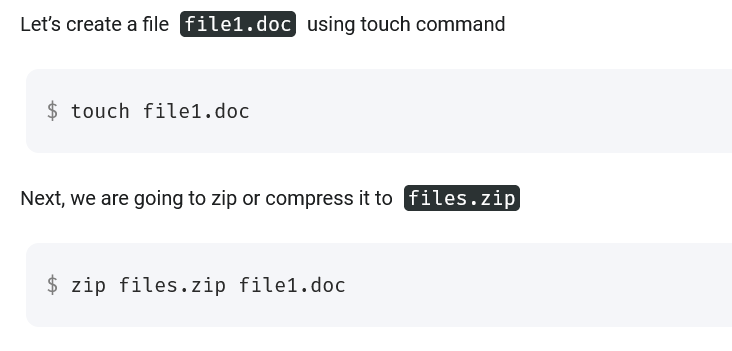 Let’s create a file file1.doc using touch command
$ touch file1.doc
Next, we are going to zip or compress it to files.zip
$ zip files.zip file1.doc